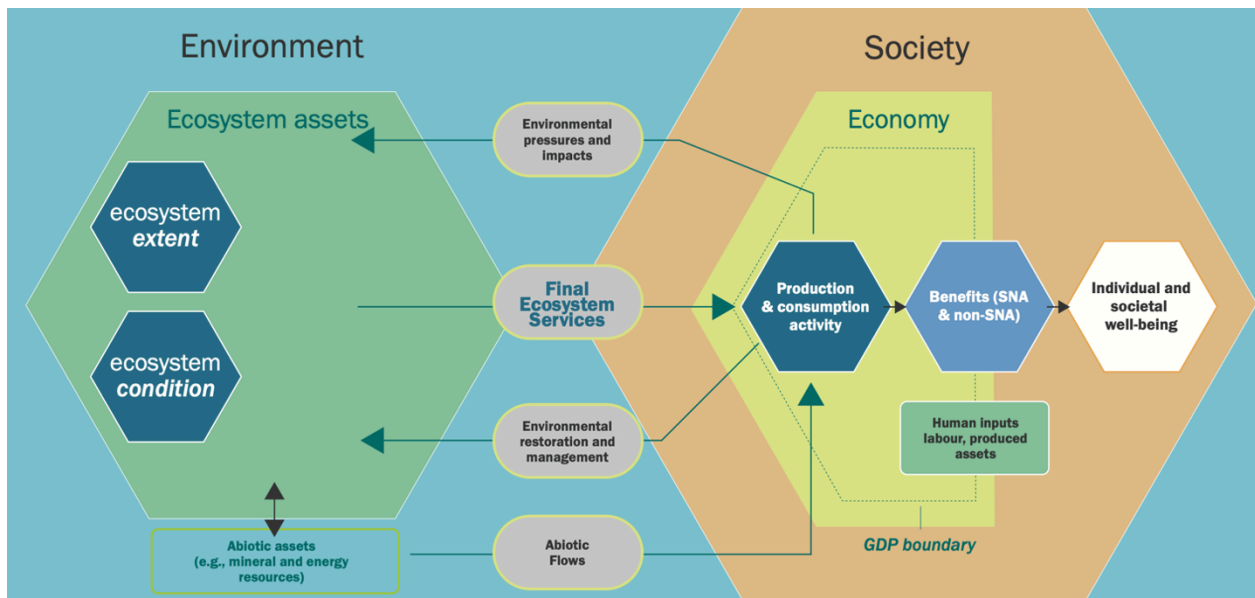 Environment
Society
Ecosystem assets
Economy
Environmental
pressures and
impacts
ecosystem
extent
Final
Ecosystem
Services
Production
& consumption
activity
Benefits (SNA
& non-SNA)
Individual and
societal
well-being
ecosystem
condition
Environmental
restoration and
management
Human inputs
labour, produced
assets
Abiotic assets
(e.g., mineral and energy
resources)
Abiotic
Flows
GDP boundary